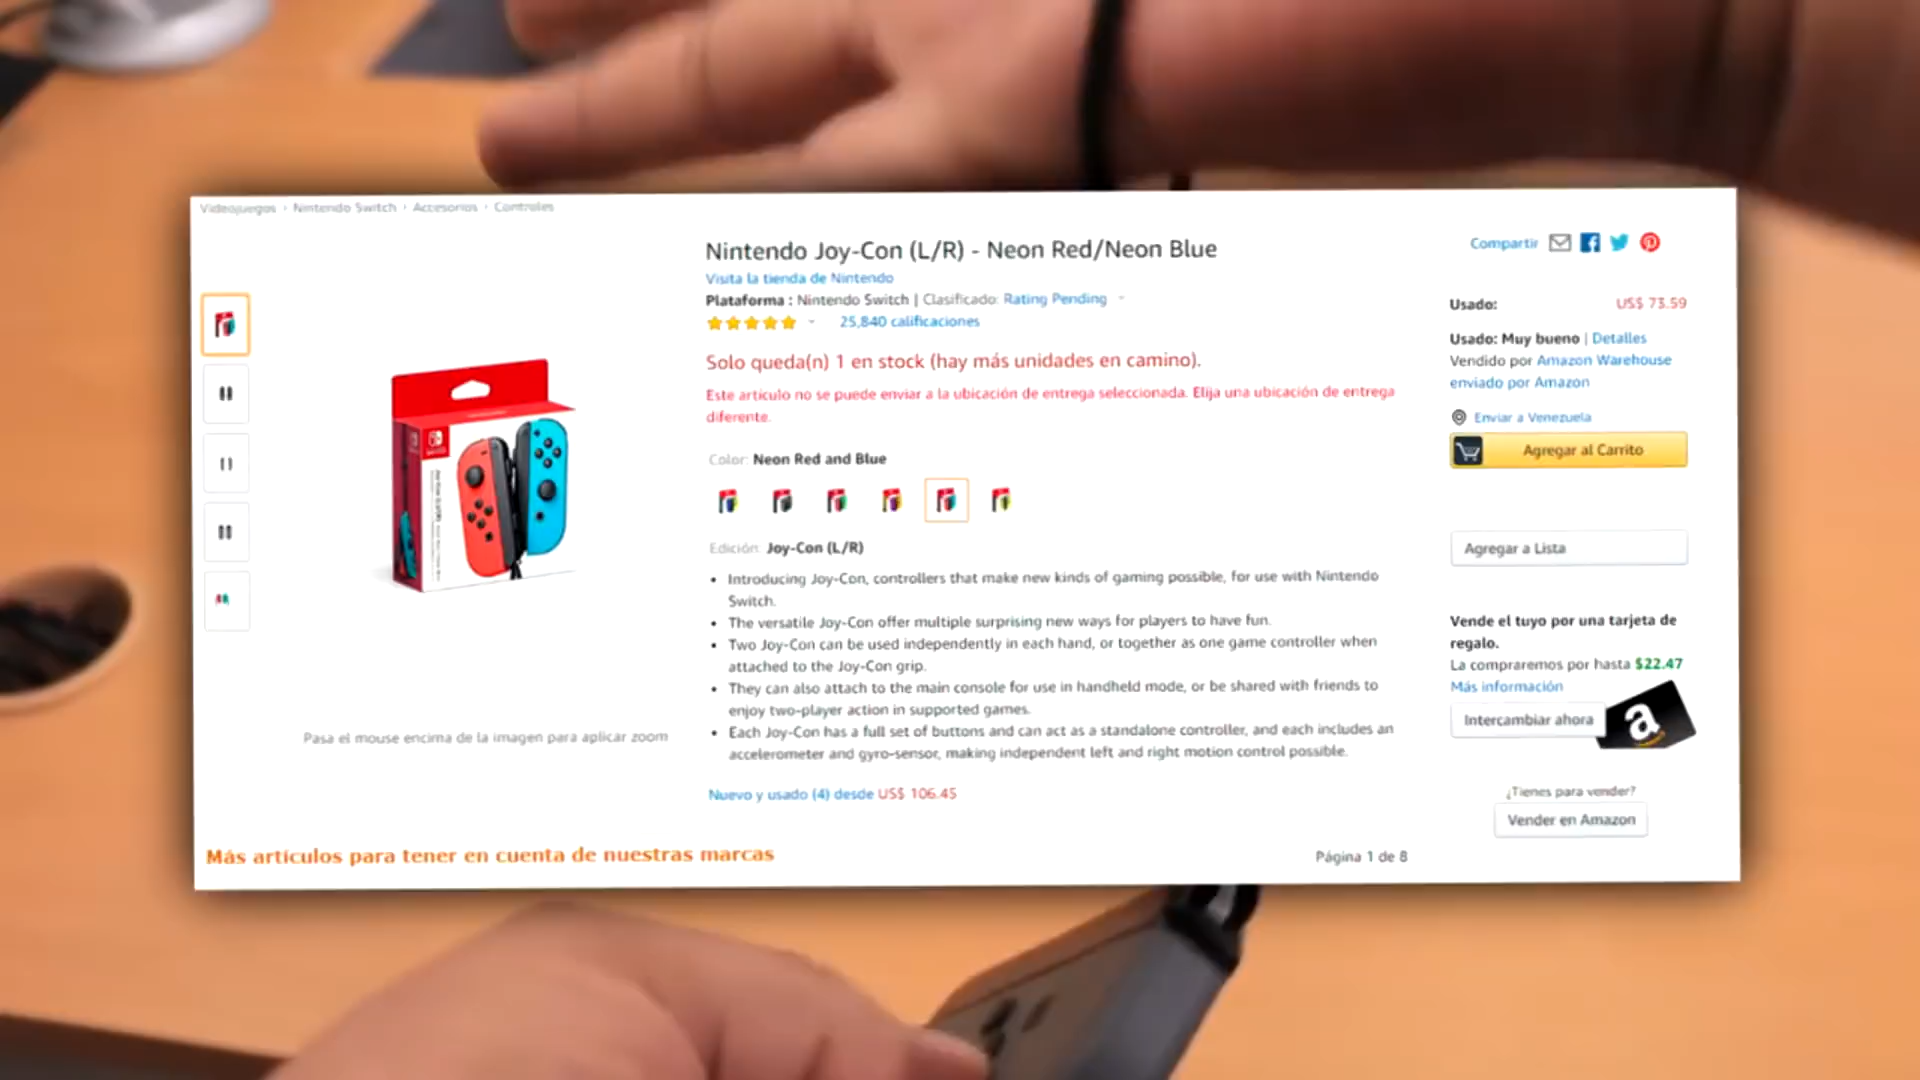 Videojuegos › Nintendo Switch › Accesorios › Controles
Nintendo Joy-Con (L/R) - Neon Red/Neon Blue
Visita la tienda de Nintendo
Plataforma : Nintendo Switch | Clasificado: Rating Pending
25,840 calificaciones
Solo queda(n) 1 en stock (hay más unidades en camino).
Este artículo no se puede enviar a la ubicación de entrega seleccionada. Elija una ubicación de entrega
diferente.
Color: Neon Red and Blue
Edición: Joy-Con (L/R)
• Introducing Joy-Con, controllers that make new kinds of gaming possible, for use with Nintendo
Switch.
• The versatile Joy-Con offer multiple surprising new ways for players to have fun.
• Two Joy-Con can be used independently in each hand, or together as one game controller when
attached to the Joy-Con grip.
• They can also attach to the main console for use in handheld mode, or be shared with friends to
enjoy two-player action in supported games.
• Each Joy-Con has a full set of buttons and can act as a standalone controller, and each includes an
accelerometer and gyro-sensor, making independent left and right motion control possible.
Nuevo y usado (4) desde US$ 106.45
Pasa el mouse encima de la imagen para aplicar zoom
Compartir
Usado: US$ 73.59
Usado: Muy bueno | Detalles
Vendido por Amazon Warehouse
enviado por Amazon
Enviar a Venezuela
Agregar al Carrito
Agregar a Lista
Vende el tuyo por una tarjeta de
regalo.
La compraremos por hasta $22.47
Más información
Intercambiar ahora
a
¿Tienes para vender?
Vender en Amazon
Más artículos para tener en cuenta de nuestras marcas
Página 1 de 8